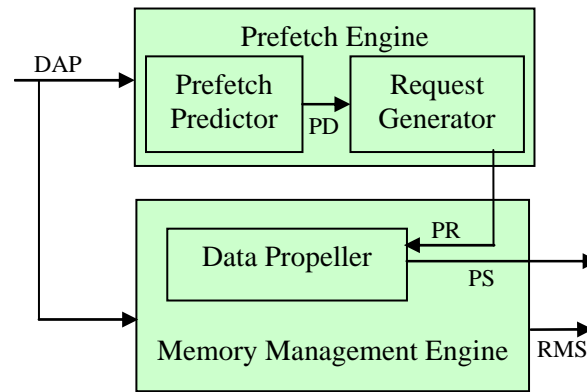 Prefetch Engine
DAP
Prefetch
Predictor
PD
Request
Generator
PR
Data Propeller
PS
RMS
Memory Management Engine